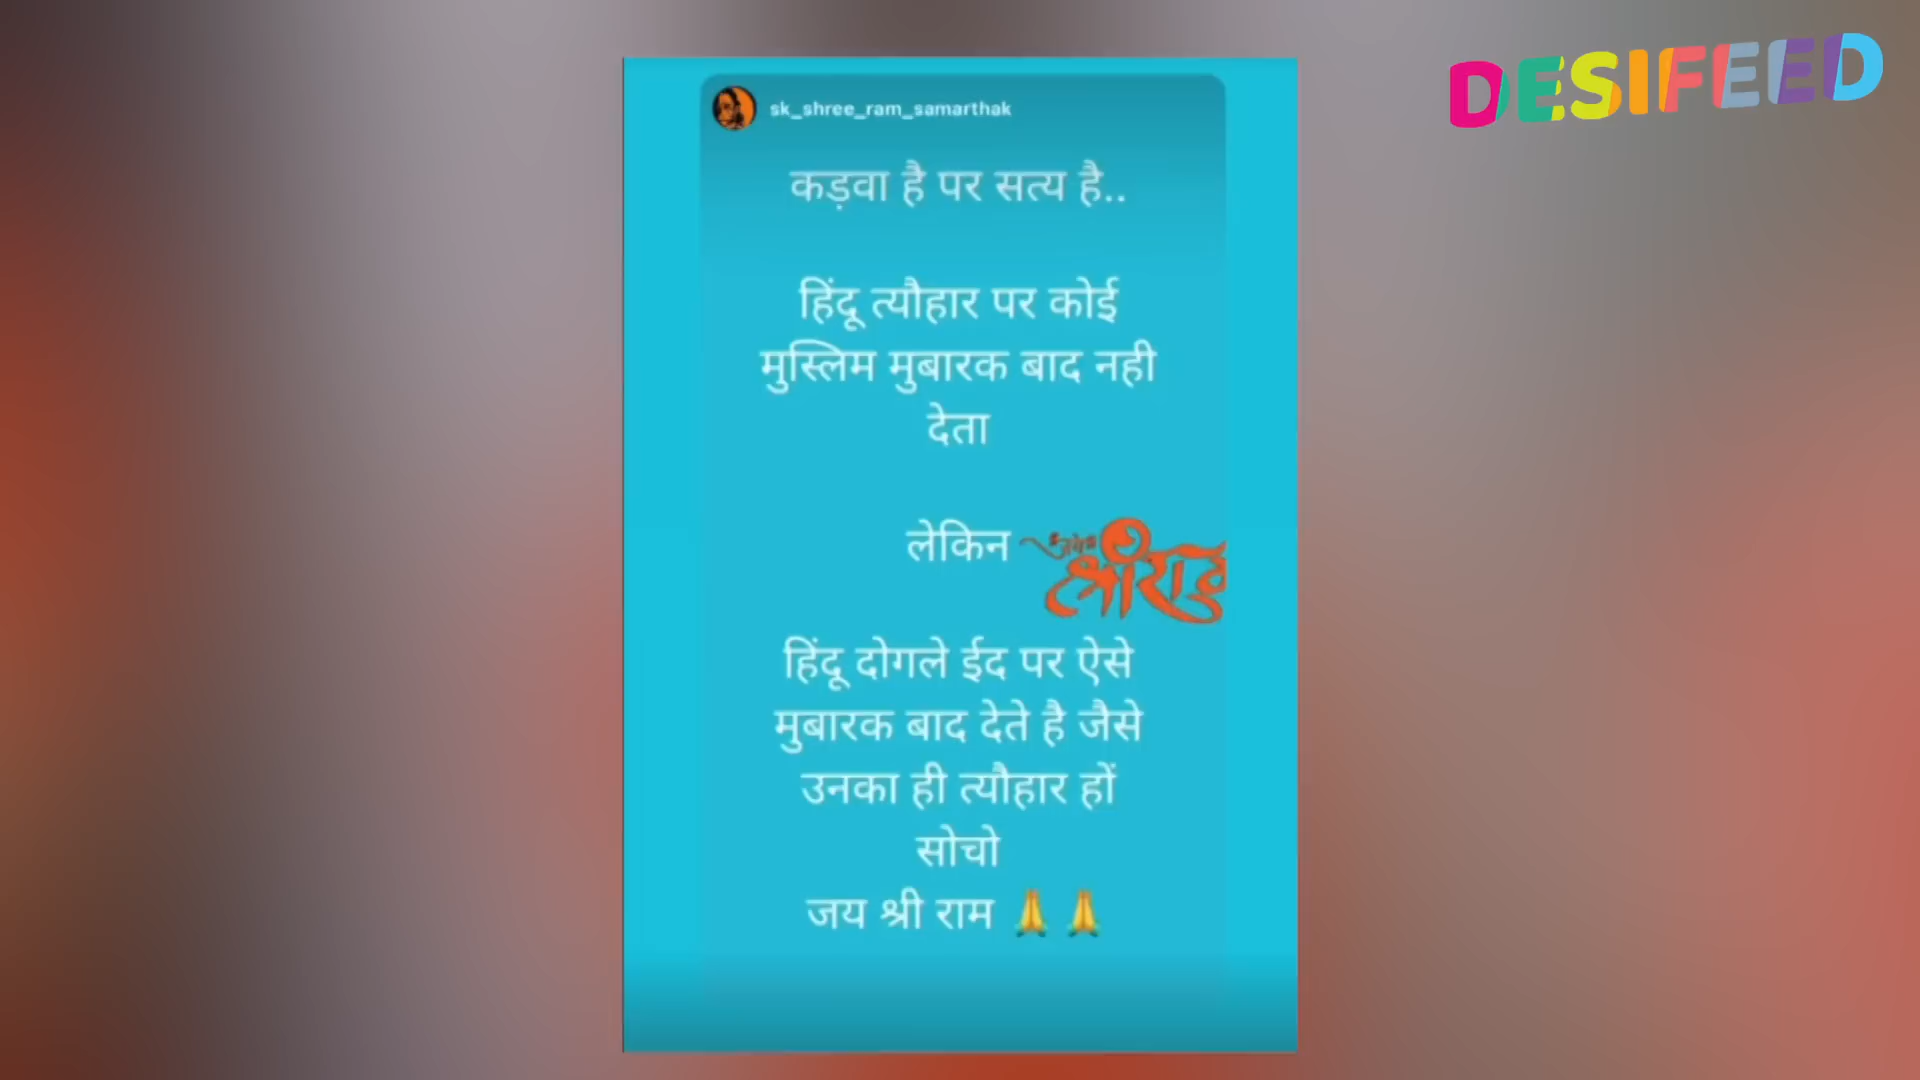 DESIFEED
sk_shree_ram_samarthak
कड़वा है पर सत्य है..
हिंदू त्यौहार पर कोई
मुस्लिम मुबारक बाद नही
देता
लेकिन
श्रीराम
हिंदू दोगले ईद पर ऐसे
मुबारक बाद देते है जैसे
उनका ही त्यौहार हों
सोचो
जय श्री राम 🙏 🙏